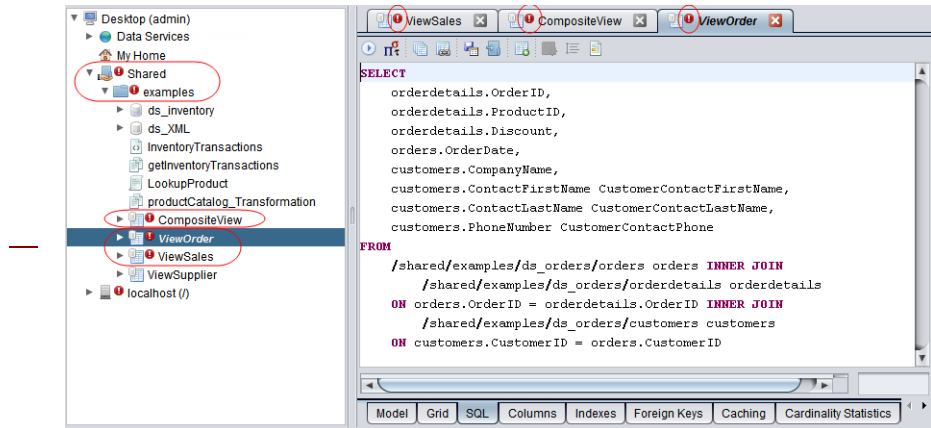 Desktop (admin)
Data Services
My Home
Shared
examples
ds_inventory
ds_XML
InventoryTransactions
getInventoryTransactions
LookupProduct
productCatalog_Transformation
CompositeView
ViewOrder
ViewSales
ViewSupplier
localhost (/)
ViewSales CompositeView ViewOrder
SELECT
orderdetails.OrderID,
orderdetails.ProductID,
orderdetails.Discount,
orders.OrderDate,
customers.CompanyName,
customers.ContactFirstName CustomerContactFirstName,
customers.ContactLastName CustomerContactLastName,
customers.PhoneNumber CustomerContactPhone
FROM
/shared/examples/ds_orders/orders orders INNER JOIN
/shared/examples/ds_orders/orderdetails orderdetails
ON orders.OrderID = orderdetails.OrderID INNER JOIN
/shared/examples/ds_orders/customers customers
ON customers.CustomerID = orders.CustomerID
Model Grid SQL Columns Indexes Foreign Keys Caching Cardinality Statistics